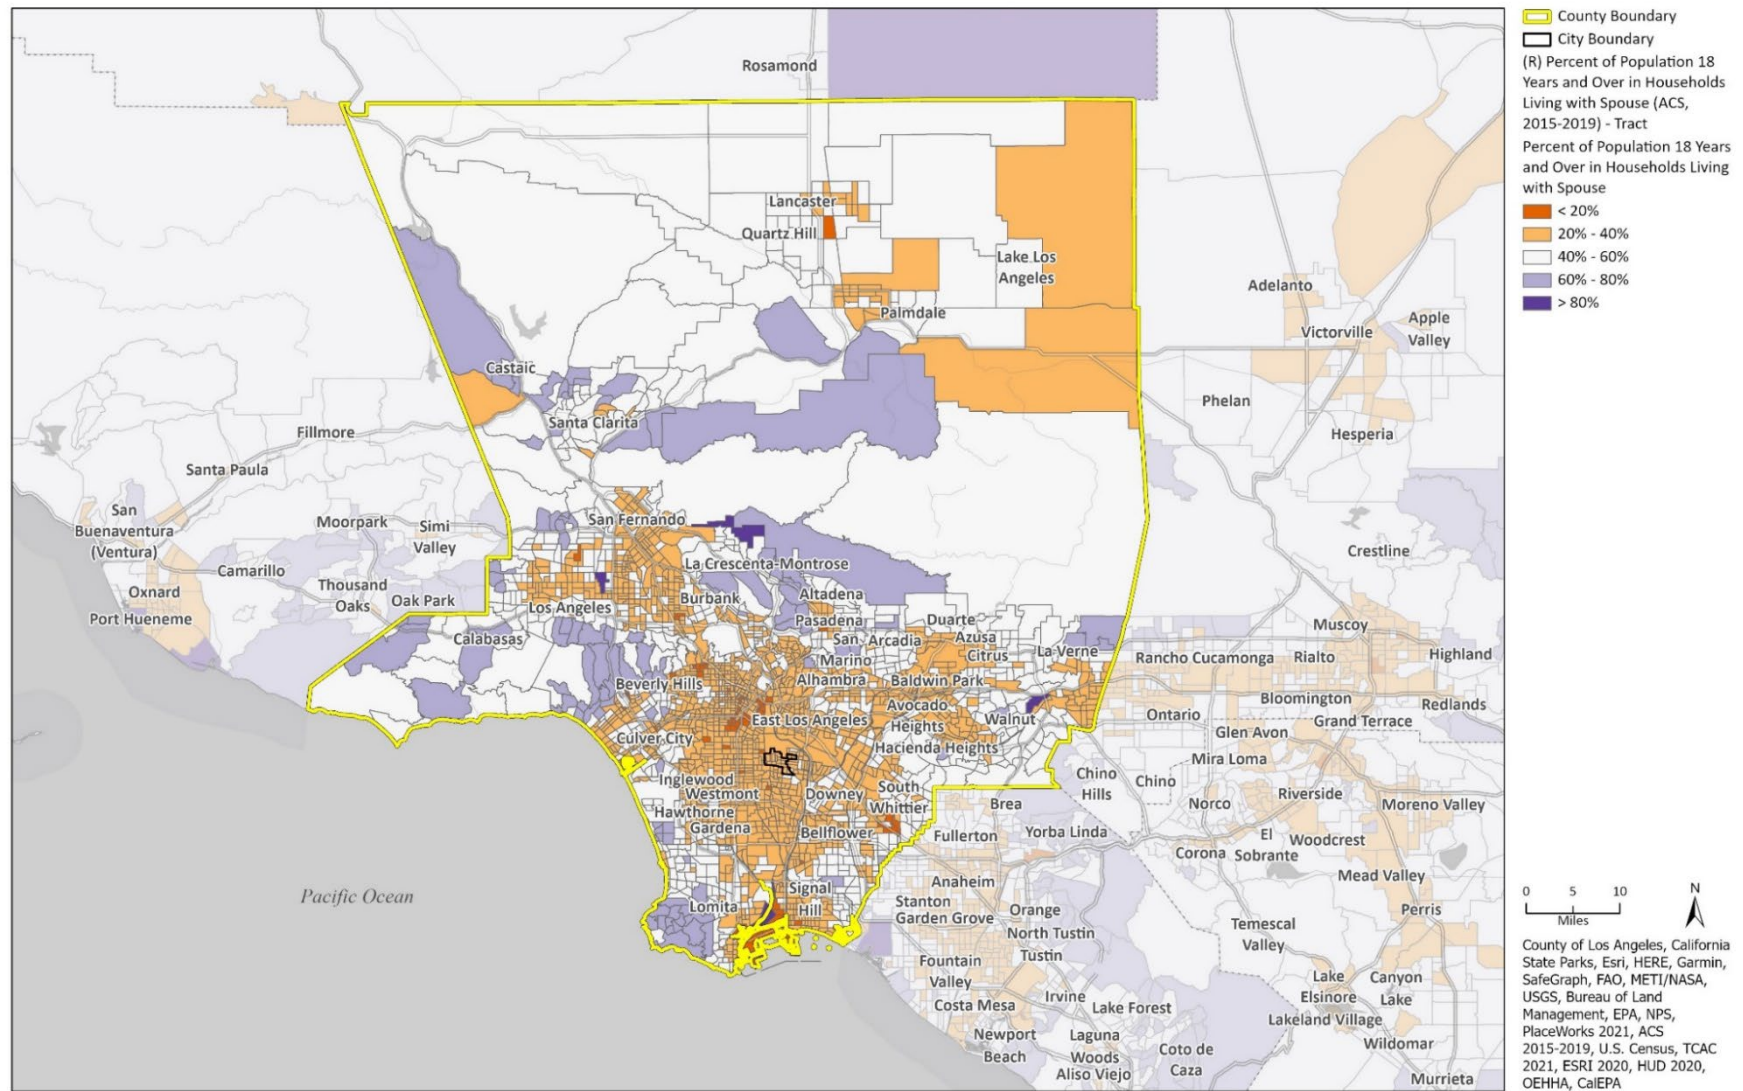 County Boundary
City Boundary
(R) Percent of Population 18
Years and Over in Households
Living with Spouse (ACS,
2015-2019) - Tract
Percent of Population 18 Years
and Over in Households Living
with Spouse
< 20%
20% - 40%
40% - 60%
60% - 80%
> 80%
Rosamond
Lancaster
Quartz Hill
Lake Los
Angeles
Palmdale
Adelanto
Victorville
Apple
Valley
Castaic
Santa Clarita
Phelan
Hesperia
Fillmore
Santa Paula
San
Buenaventura
(Ventura)
Moorpark
Simi
Valley
San Fernando
Crestline
Camarillo
Thousand
Oaks
Oak Park
Oxnard
Port Hueneme
La Crescenta-Montrose
Los Angeles
Burbank
Altadena
Pasadena
Calabasas
San
Marino
Arcadia
Duarte
Azusa
Citrus
La Verne
Muscoy
Rancho Cucamonga
Rialto
Highland
Beverly Hills
Alhambra
Baldwin Park
Bloomington
Redlands
East Los Angeles
Avocado
Heights
Walnut
Ontario
Grand Terrace
Glen Avon
Culver City
Hacienda Heights
Mira Loma
Inglewood
Westmont
Downey
South
Whittier
Chino
Hills
Chino
Riverside
Moreno Valley
Norco
Brea
Hawthorne
Gardena
Bellflower
Fullerton
Yorba Linda
El
Sobrante
Woodcrest
Corona
Mead Valley
Pacific Ocean
Lomita
Signal
Hill
Anaheim
Stanton
Garden Grove
Orange
North Tustin
Tustin
Perris
Temescal
Valley
Fountain
Valley
Lake
Elsinore
Canyon
Lake
Costa Mesa
Irvine
Lake Forest
Lakeland Village
Newport
Beach
Laguna
Woods
Aliso Viejo
Coto de
Caza
Wildomar
Murrieta
0 5 10
Miles
N
County of Los Angeles, California
State Parks, Esri, HERE, Garmin,
SafeGraph, FAO, METI/NASA,
USGS, Bureau of Land
Management, EPA, NPS,
PlaceWorks 2021, ACS
2015-2019, U.S. Census, TCAC
2021, ESRI 2020, HUD 2020,
OEHHA, CalEPA